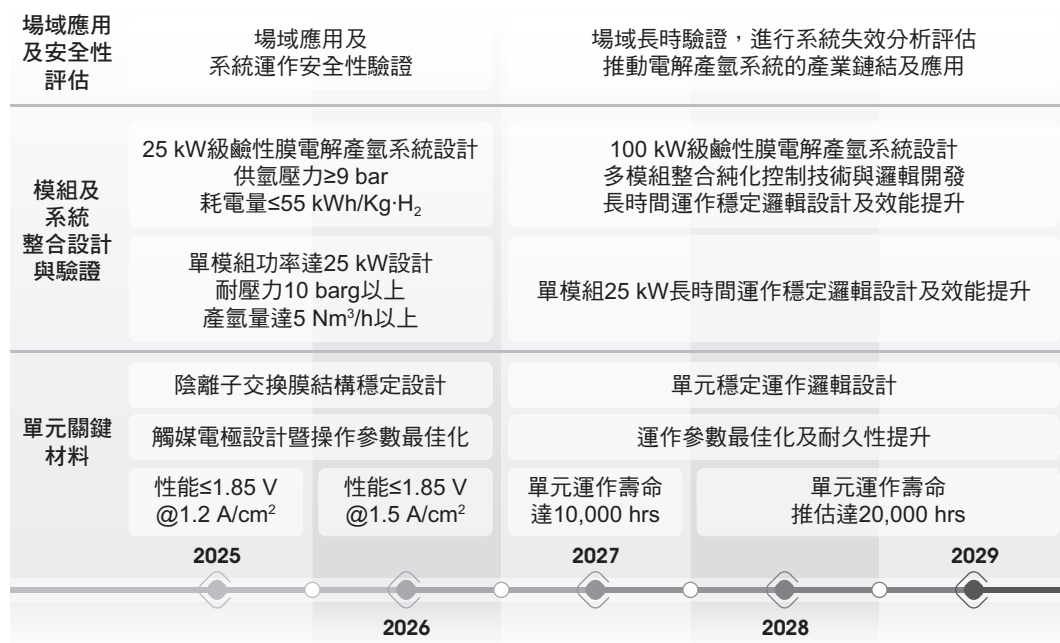 場域應用
及安全性
評估
場域應用及
系統運作安全性驗證
場域長時驗證，進行系統失效分析評估
推動電解產氫系統的產業鏈結及應用
模組及
系統
整合設計
與驗證
25 kW級鹼性膜電解產氫系統設計
供氫壓力≥9 bar
耗電量≤55 kWh/Kg·H₂
100 kW級鹼性膜電解產氫系統設計
多模組整合純化控制技術與邏輯開發
長時間運作穩定邏輯設計及效能提升
單模組功率達25 kW設計
耐壓力10 barg以上
產氫量達5 Nm³/h以上
單模組25 kW長時間運作穩定邏輯設計及效能提升
單元關鍵
材料
陰離子交換膜結構穩定設計
單元穩定運作邏輯設計
觸媒電極設計暨操作參數最佳化
運作參數最佳化及耐久性提升
性能≤1.85 V
@1.2 A/cm²
性能≤1.85 V
@1.5 A/cm²
單元運作壽命
達10,000 hrs
單元運作壽命
推估達20,000 hrs
2025
2026
2027
2028
2029